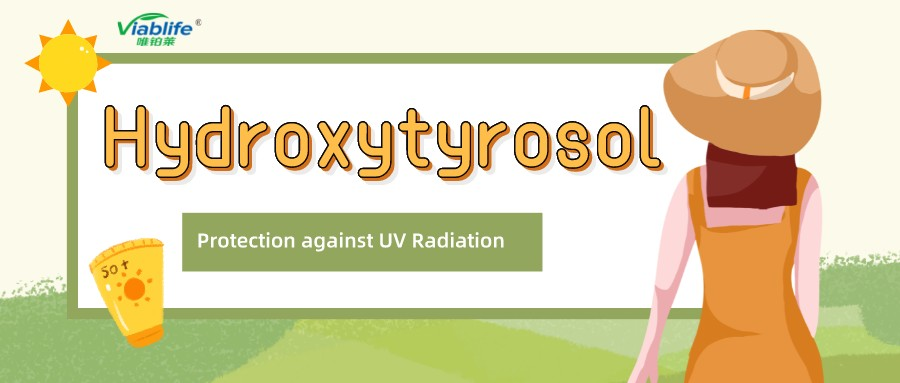 Viablife®
唯铂莱
Hydroxytyrosol
Protection against UV Radiation
50+